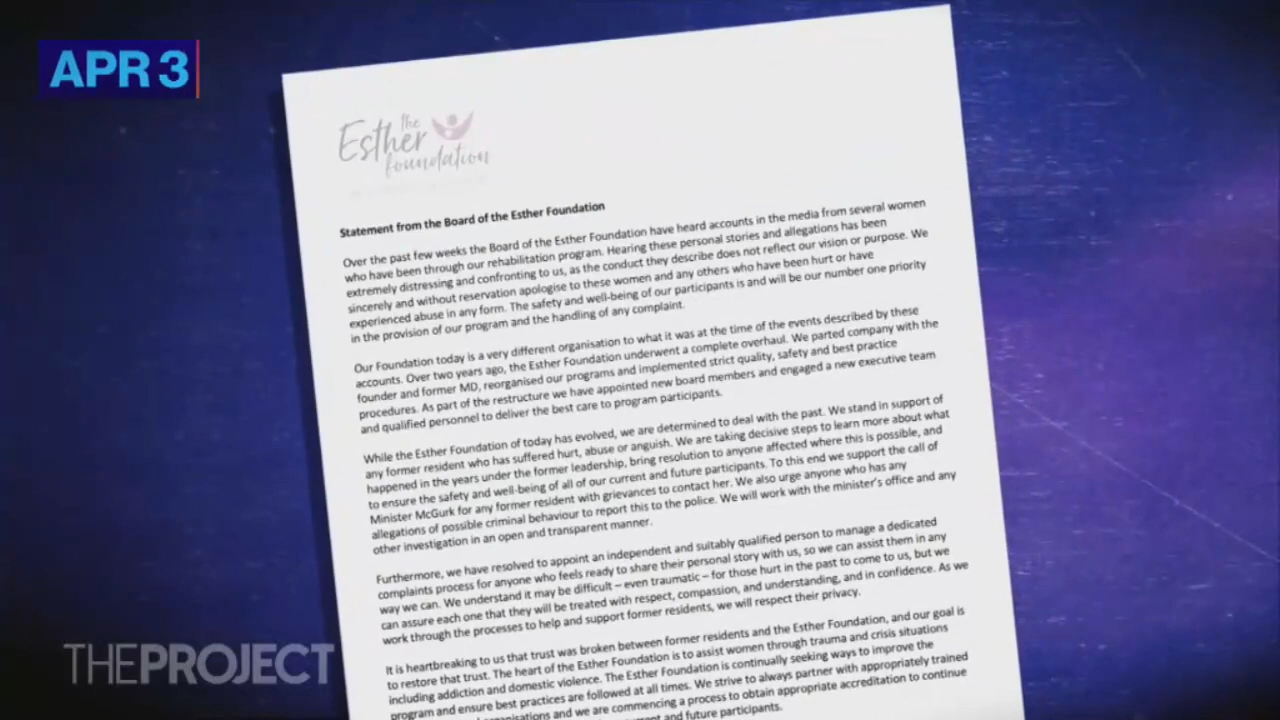 APR 3
the
Esther
foundation
Statement from the Board of the Esther Foundation
Over the past few weeks the Board of the Esther Foundation have heard accounts in the media from several women
who have been through our rehabilitation program. Hearing these personal stories and allegations has been
extremely distressing and confronting to us, as the conduct they describe does not reflect our vision or purpose. We
sincerely and without reservation apologise to these women and any others who have been hurt or have
experienced abuse in any form. The safety and well-being of our participants is and will be our number one priority
in the provision of our program and the handling of any complaint.
Our Foundation today is a very different organisation to what it was at the time of the events described by these
accounts. Over two years ago, the Esther Foundation underwent a complete overhaul. We parted company with the
founder and former MD, reorganised our programs and implemented strict quality, safety and best practice
procedures. As part of the restructure we have appointed new board members and engaged a new executive team
and qualified personnel to deliver the best care to program participants.
While the Esther Foundation of today has evolved, we are determined to deal with the past. We stand in support of
any former resident who has suffered hurt, abuse or anguish. We are taking decisive steps to learn more about what
happened in the years under the former leadership, bring resolution to anyone affected where this is possible, and
to ensure the safety and well-being of all of our current and future participants. To this end we support the call of
Minister McGurk for any former resident with grievances to contact her. We also urge anyone who has any
allegations of possible criminal behaviour to report this to the police. We will work with the minister's office and any
other investigation in an open and transparent manner.
Furthermore, we have resolved to appoint an independent and suitably qualified person to manage a dedicated
complaints process for anyone who feels ready to share their personal story with us, so we can assist them in any
way we can. We understand it may be difficult – even traumatic – for those hurt in the past to come to us, but we
can assure each one that they will be treated with respect, compassion, and understanding, and in confidence. As we
work through the processes to help and support former residents, we will respect their privacy.
It is heartbreaking to us that trust was broken between former residents and the Esther Foundation, and our goal is
to restore that trust. The heart of the Esther Foundation is to assist women through trauma and crisis situations
including addiction and domestic violence. The Esther Foundation is continually seeking ways to improve the
program and ensure best practices are followed at all times. We strive to always partner with appropriately trained
organisations and we are commencing a process to obtain appropriate accreditation to continue
and future participants.
THEPROJECT